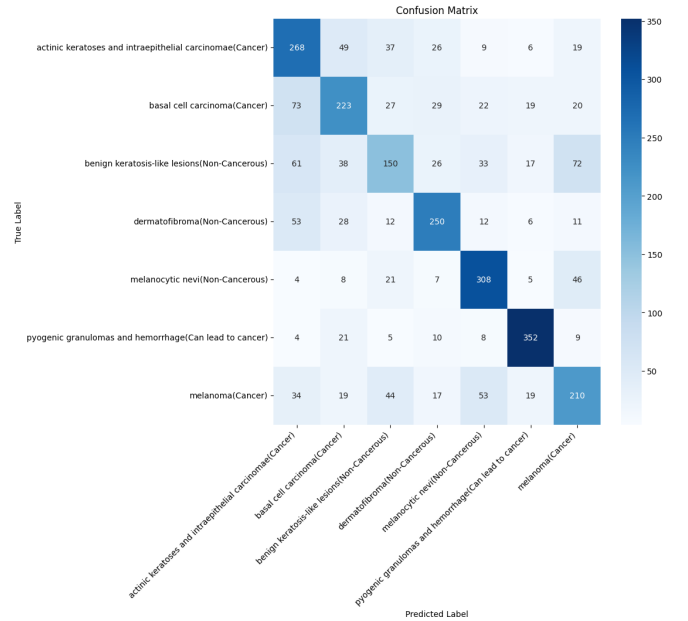 Confusion Matrix
True Label
actinic keratoses and intraepithelial carcinomae(Cancer) 268 49 37 26 9 6 19
basal cell carcinoma(Cancer) 73 223 27 29 22 19 20
benign keratosis-like lesions(Non-Cancerous) 61 38 150 26 33 17 72
dermatofibroma(Non-Cancerous) 53 28 12 250 12 6 11
melanocytic nevi(Non-Cancerous) 4 8 21 7 308 5 46
pyogenic granulomas and hemorrhage(Can lead to cancer) 4 21 5 10 8 352 9
melanoma(Cancer) 34 19 44 17 53 19 210
actinic keratoses and intraepithelial carcinomae(Cancer)
basal cell carcinoma(Cancer)
benign keratosis-like lesions(Non-Cancerous)
dermatofibroma(Non-Cancerous)
melanocytic nevi(Non-Cancerous)
pyogenic granulomas and hemorrhage(Can lead to cancer)
melanoma(Cancer)
Predicted Label
350
300
250
200
150
100
50